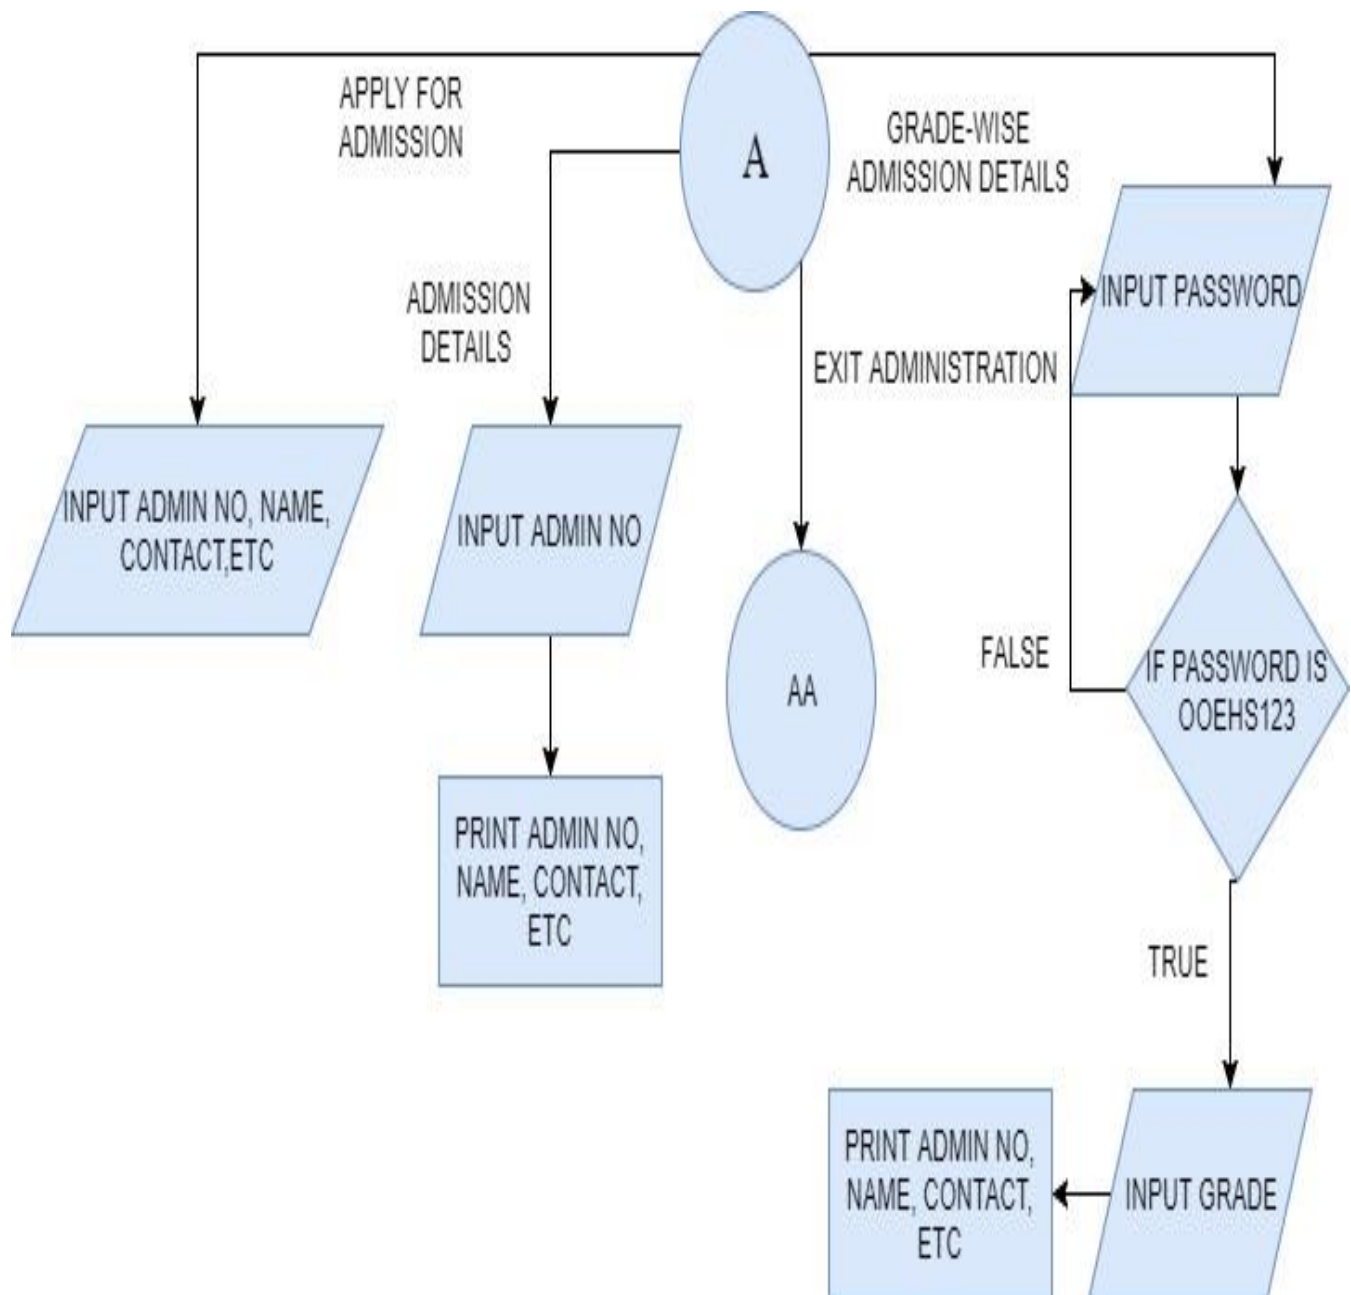 A
APPLY FOR
ADMISSION
GRADE-WISE
ADMISSION DETAILS
ADMISSION
DETAILS
EXIT ADMINISTRATION
INPUT PASSWORD
INPUT ADMIN NO, NAME,
CONTACT,ETC
INPUT ADMIN NO
AA
FALSE
IF PASSWORD IS
OOEHS123
PRINT ADMIN NO,
NAME, CONTACT,
ETC
TRUE
PRINT ADMIN NO,
NAME, CONTACT,
ETC
INPUT GRADE